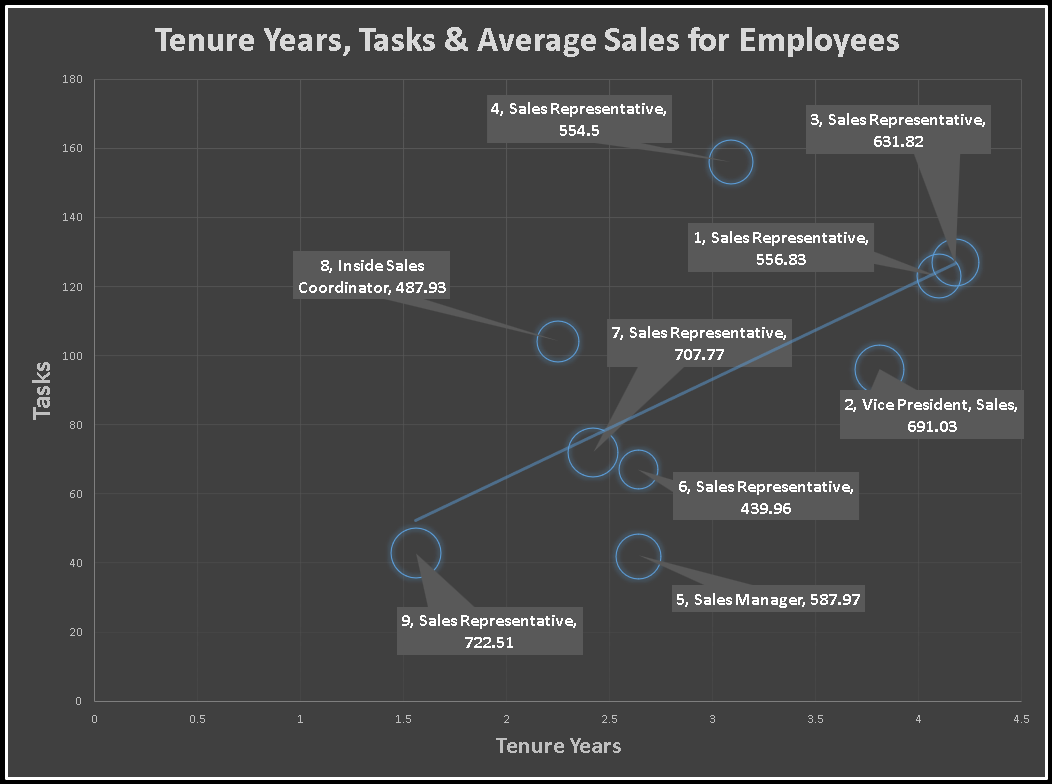 Tenure Years, Tasks & Average Sales for Employees
180
160
140
120
100
80
60
40
20
0
Tasks
4, Sales Representative,
554.5
3, Sales Representative,
631.82
1, Sales Representative,
556.83
8, Inside Sales
Coordinator, 487.93
7, Sales Representative,
707.77
2, Vice President, Sales,
691.03
6, Sales Representative,
439.96
5, Sales Manager, 587.97
9, Sales Representative,
722.51
0 0.5 1 1.5 2 2.5 3 3.5 4 4.5
Tenure Years